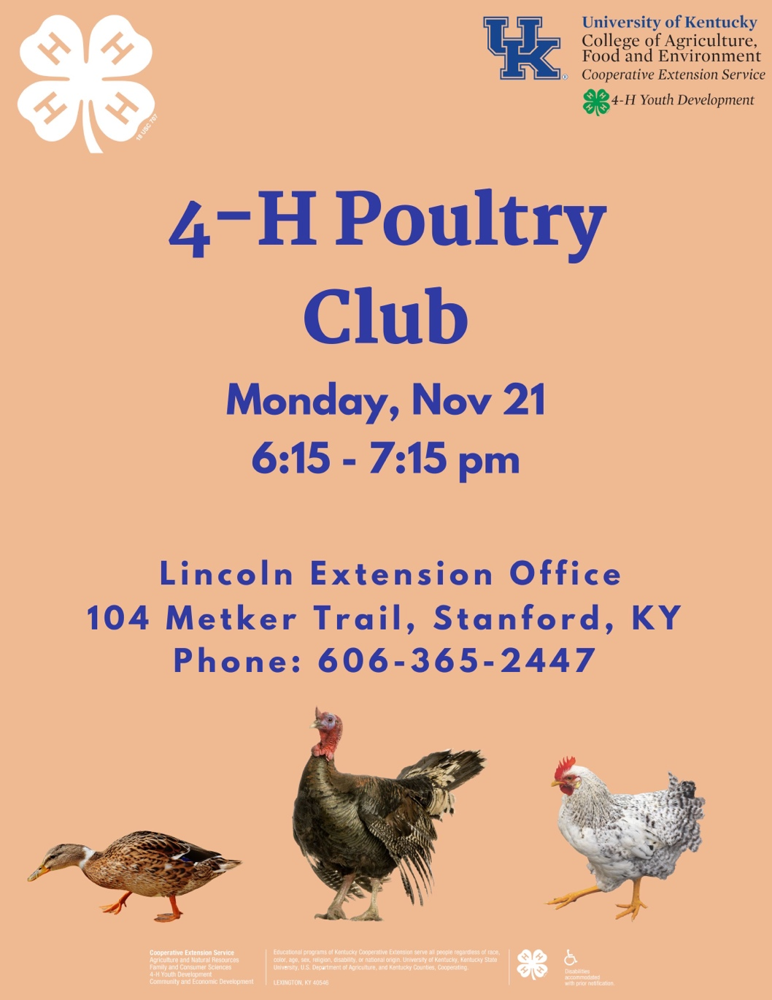 H H
H H
18 USC 707
UK
®
University of Kentucky
College of Agriculture,
Food and Environment
Cooperative Extension Service
4-H Youth Development
4-H Poultry
Club
Monday, Nov 21
6:15 - 7:15 pm
Lincoln Extension Office
104 Metker Trail, Stanford, KY
Phone: 606-365-2447
Cooperative Extension Service
Agriculture and Natural Resources
Family and Consumer Sciences
4-H Youth Development
Community and Economic Development
Educational programs of Kentucky Cooperative Extension serve all people regardless of race,
color, age, sex, religion, disability, or national origin. University of Kentucky, Kentucky State
University, U.S. Department of Agriculture, and Kentucky Counties, Cooperating.
LEXINGTON, KY 40546
H H
H H
Disabilities
accommodated
with prior notification.